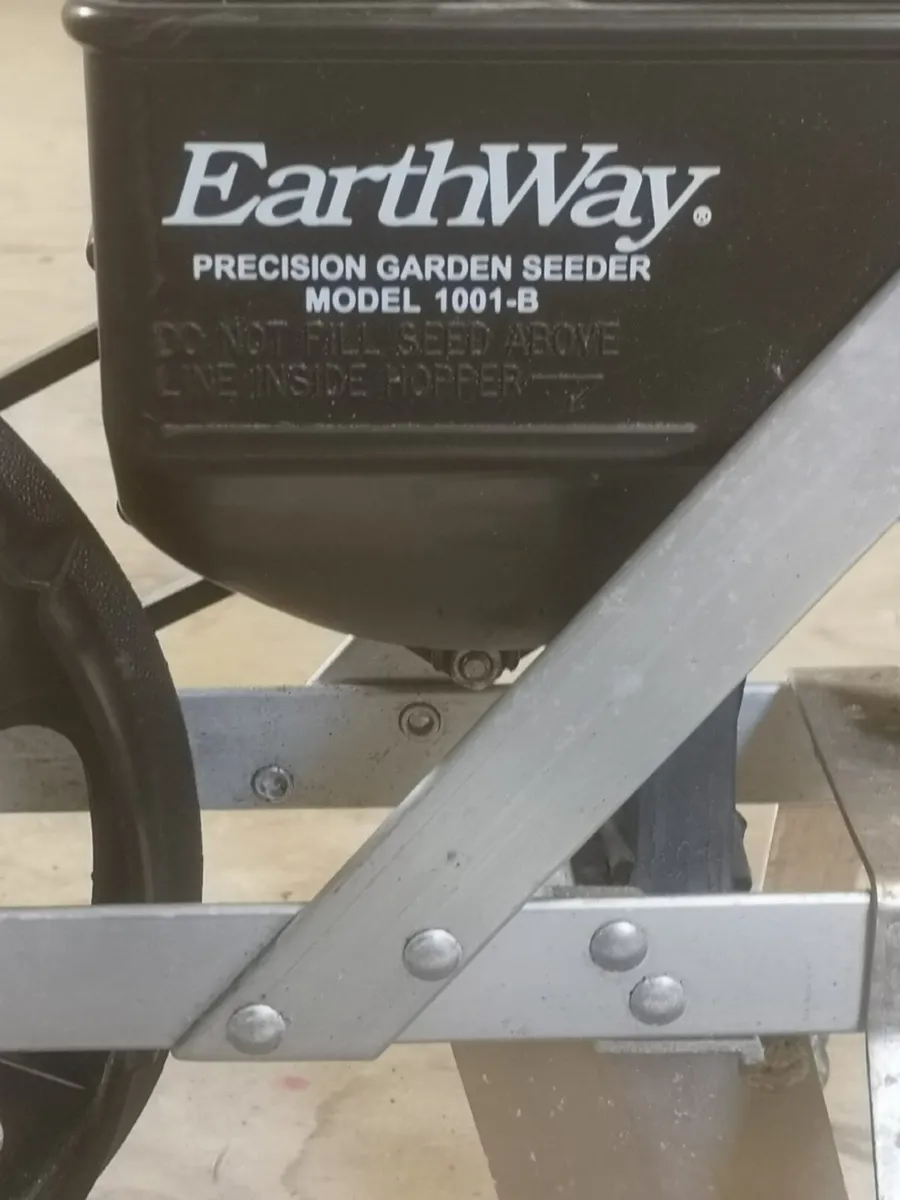 EarthWay®
PRECISION GARDEN SEEDER
MODEL 1001-B
DO NOT FILL SEED ABOVE
LINE INSIDE HOPPER